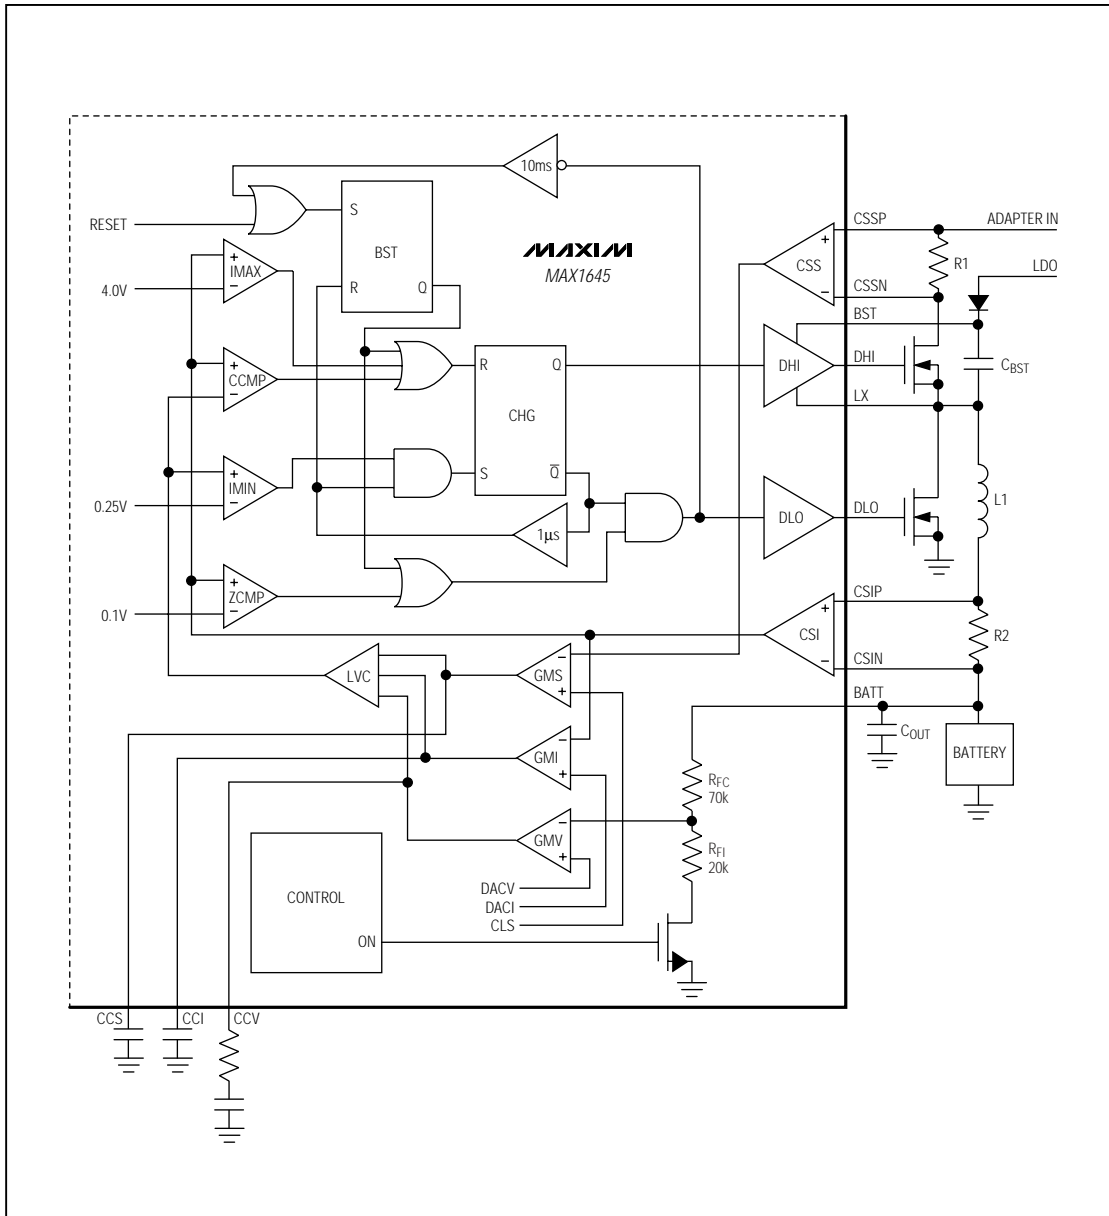 10ms
RESET
S
BST
R
Q
MAXIM
MAX1645
CSSP
ADAPTER IN
+
CSS
−
R1
LDO
CSSN
BST
+
IMAX
−
4.0V
DHI
DHI
CBST
LX
+
CCMP
−
R
Q
CHG
S
Q
+
IMIN
−
0.25V
1µs
DLO
DLO
L1
+
ZCMP
−
0.1V
CSIP
+
CSI
−
R2
CSIN
LVC
−
GMS
+
BATT
COUT
BATTERY
−
GMI
+
RFC
70k
−
GMV
+
RFI
20k
DACV
DACI
CLS
CONTROL
ON
CCS
CCI
CCV